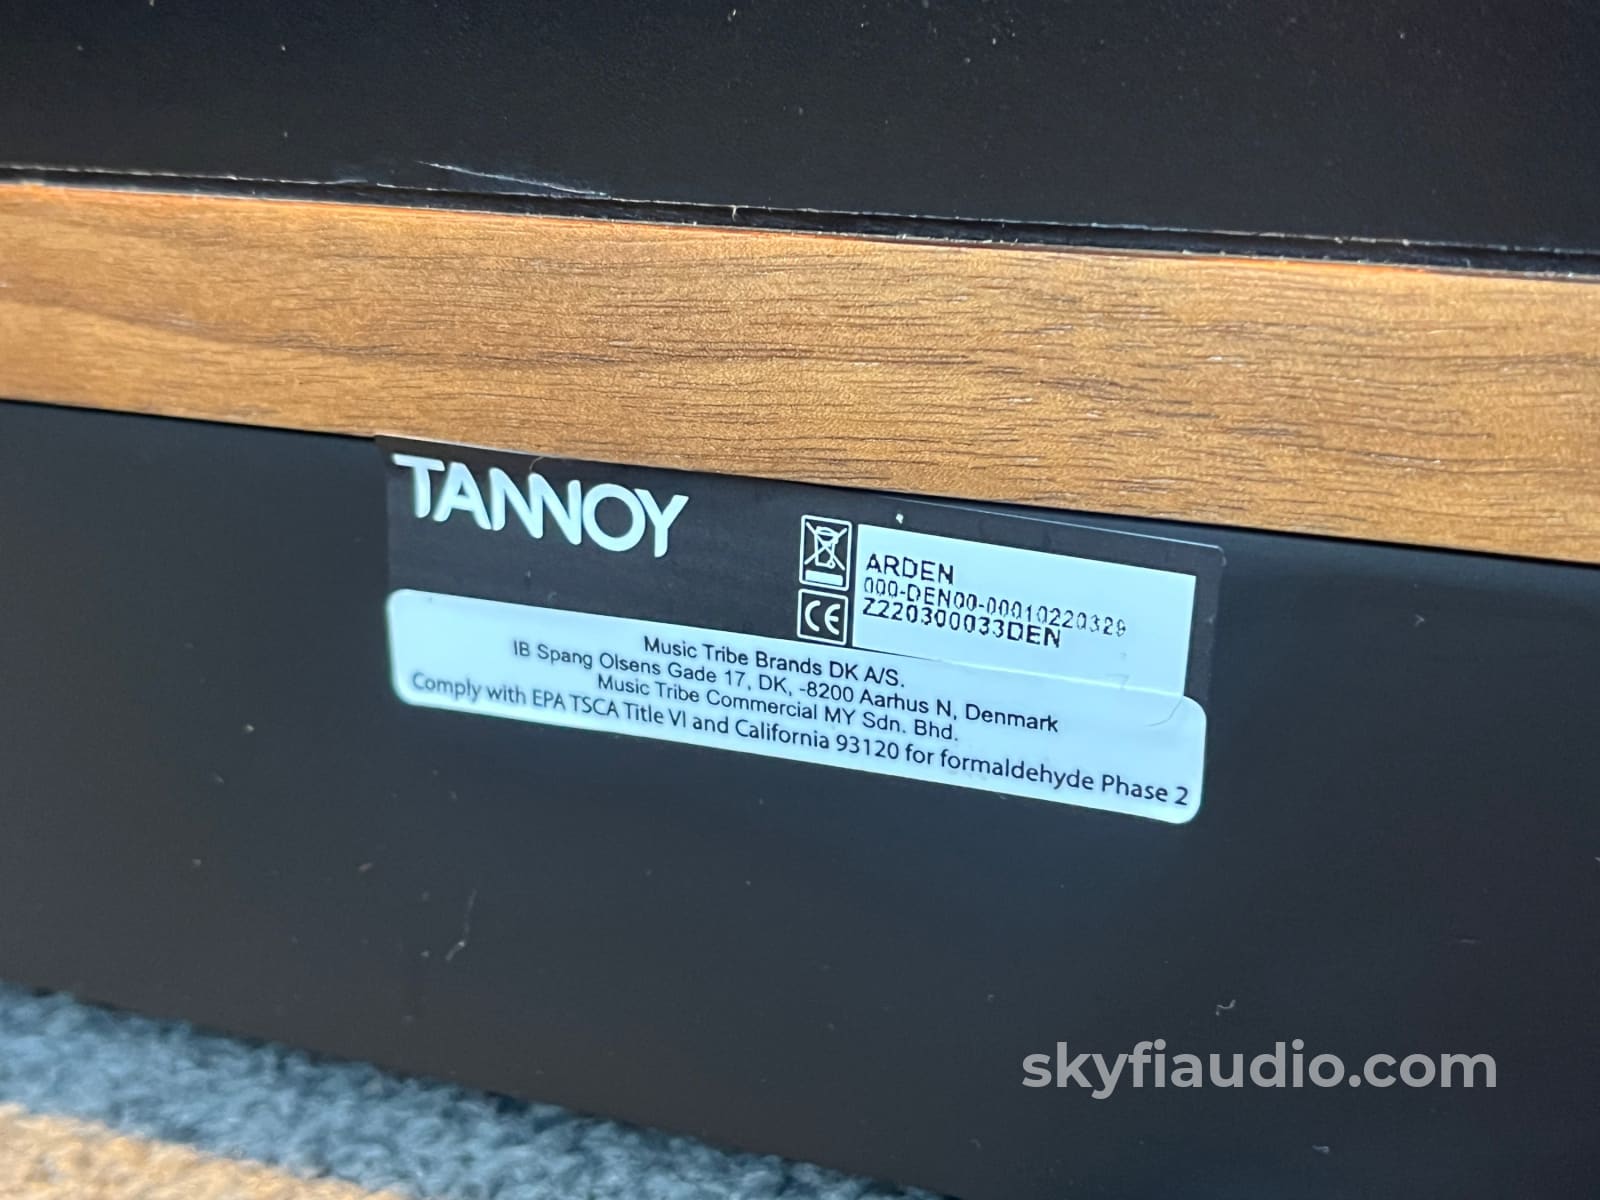 TANNOY
ARDEN
000-DEN00-00010220329
Z220300033DEN
CE
Music Tribe Brands DK A/S.
IB Spang Olsens Gade 17, DK, -8200 Aarhus N, Denmark
Music Tribe Commercial MY Sdn. Bhd.
Comply with EPA TSCA Title VI and California 93120 for formaldehyde Phase 2
skyfiaudio.com